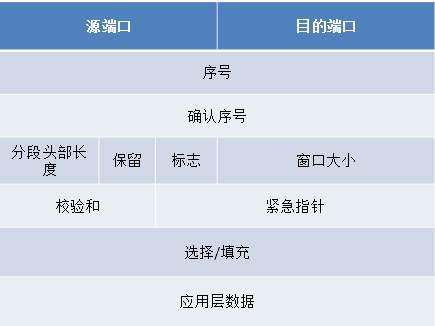 源端口
目的端口
序号
确认序号
分段头部长
度
保留
标志
窗口大小
校验和
紧急指针
选择/填充
应用层数据